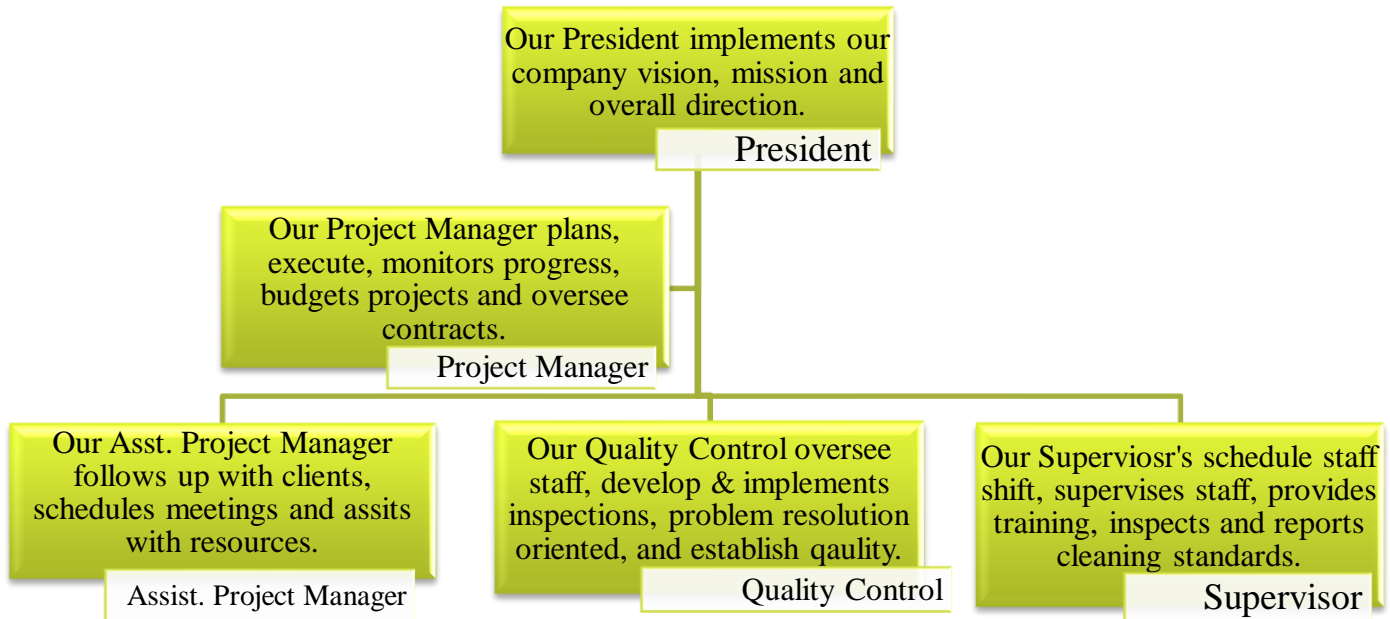 Our President implements our
company vision, mission and
overall direction.
President
Our Project Manager plans,
execute, monitors progress,
budgets projects and oversee
contracts.
Project Manager
Our Asst. Project Manager
follows up with clients,
schedules meetings and assits
with resources.
Assist. Project Manager
Our Quality Control oversee
staff, develop & implements
inspections, problem resolution
oriented, and establish qaulity.
Quality Control
Our Superviosr's schedule staff
shift, supervises staff, provides
training, inspects and reports
cleaning standards.
Supervisor